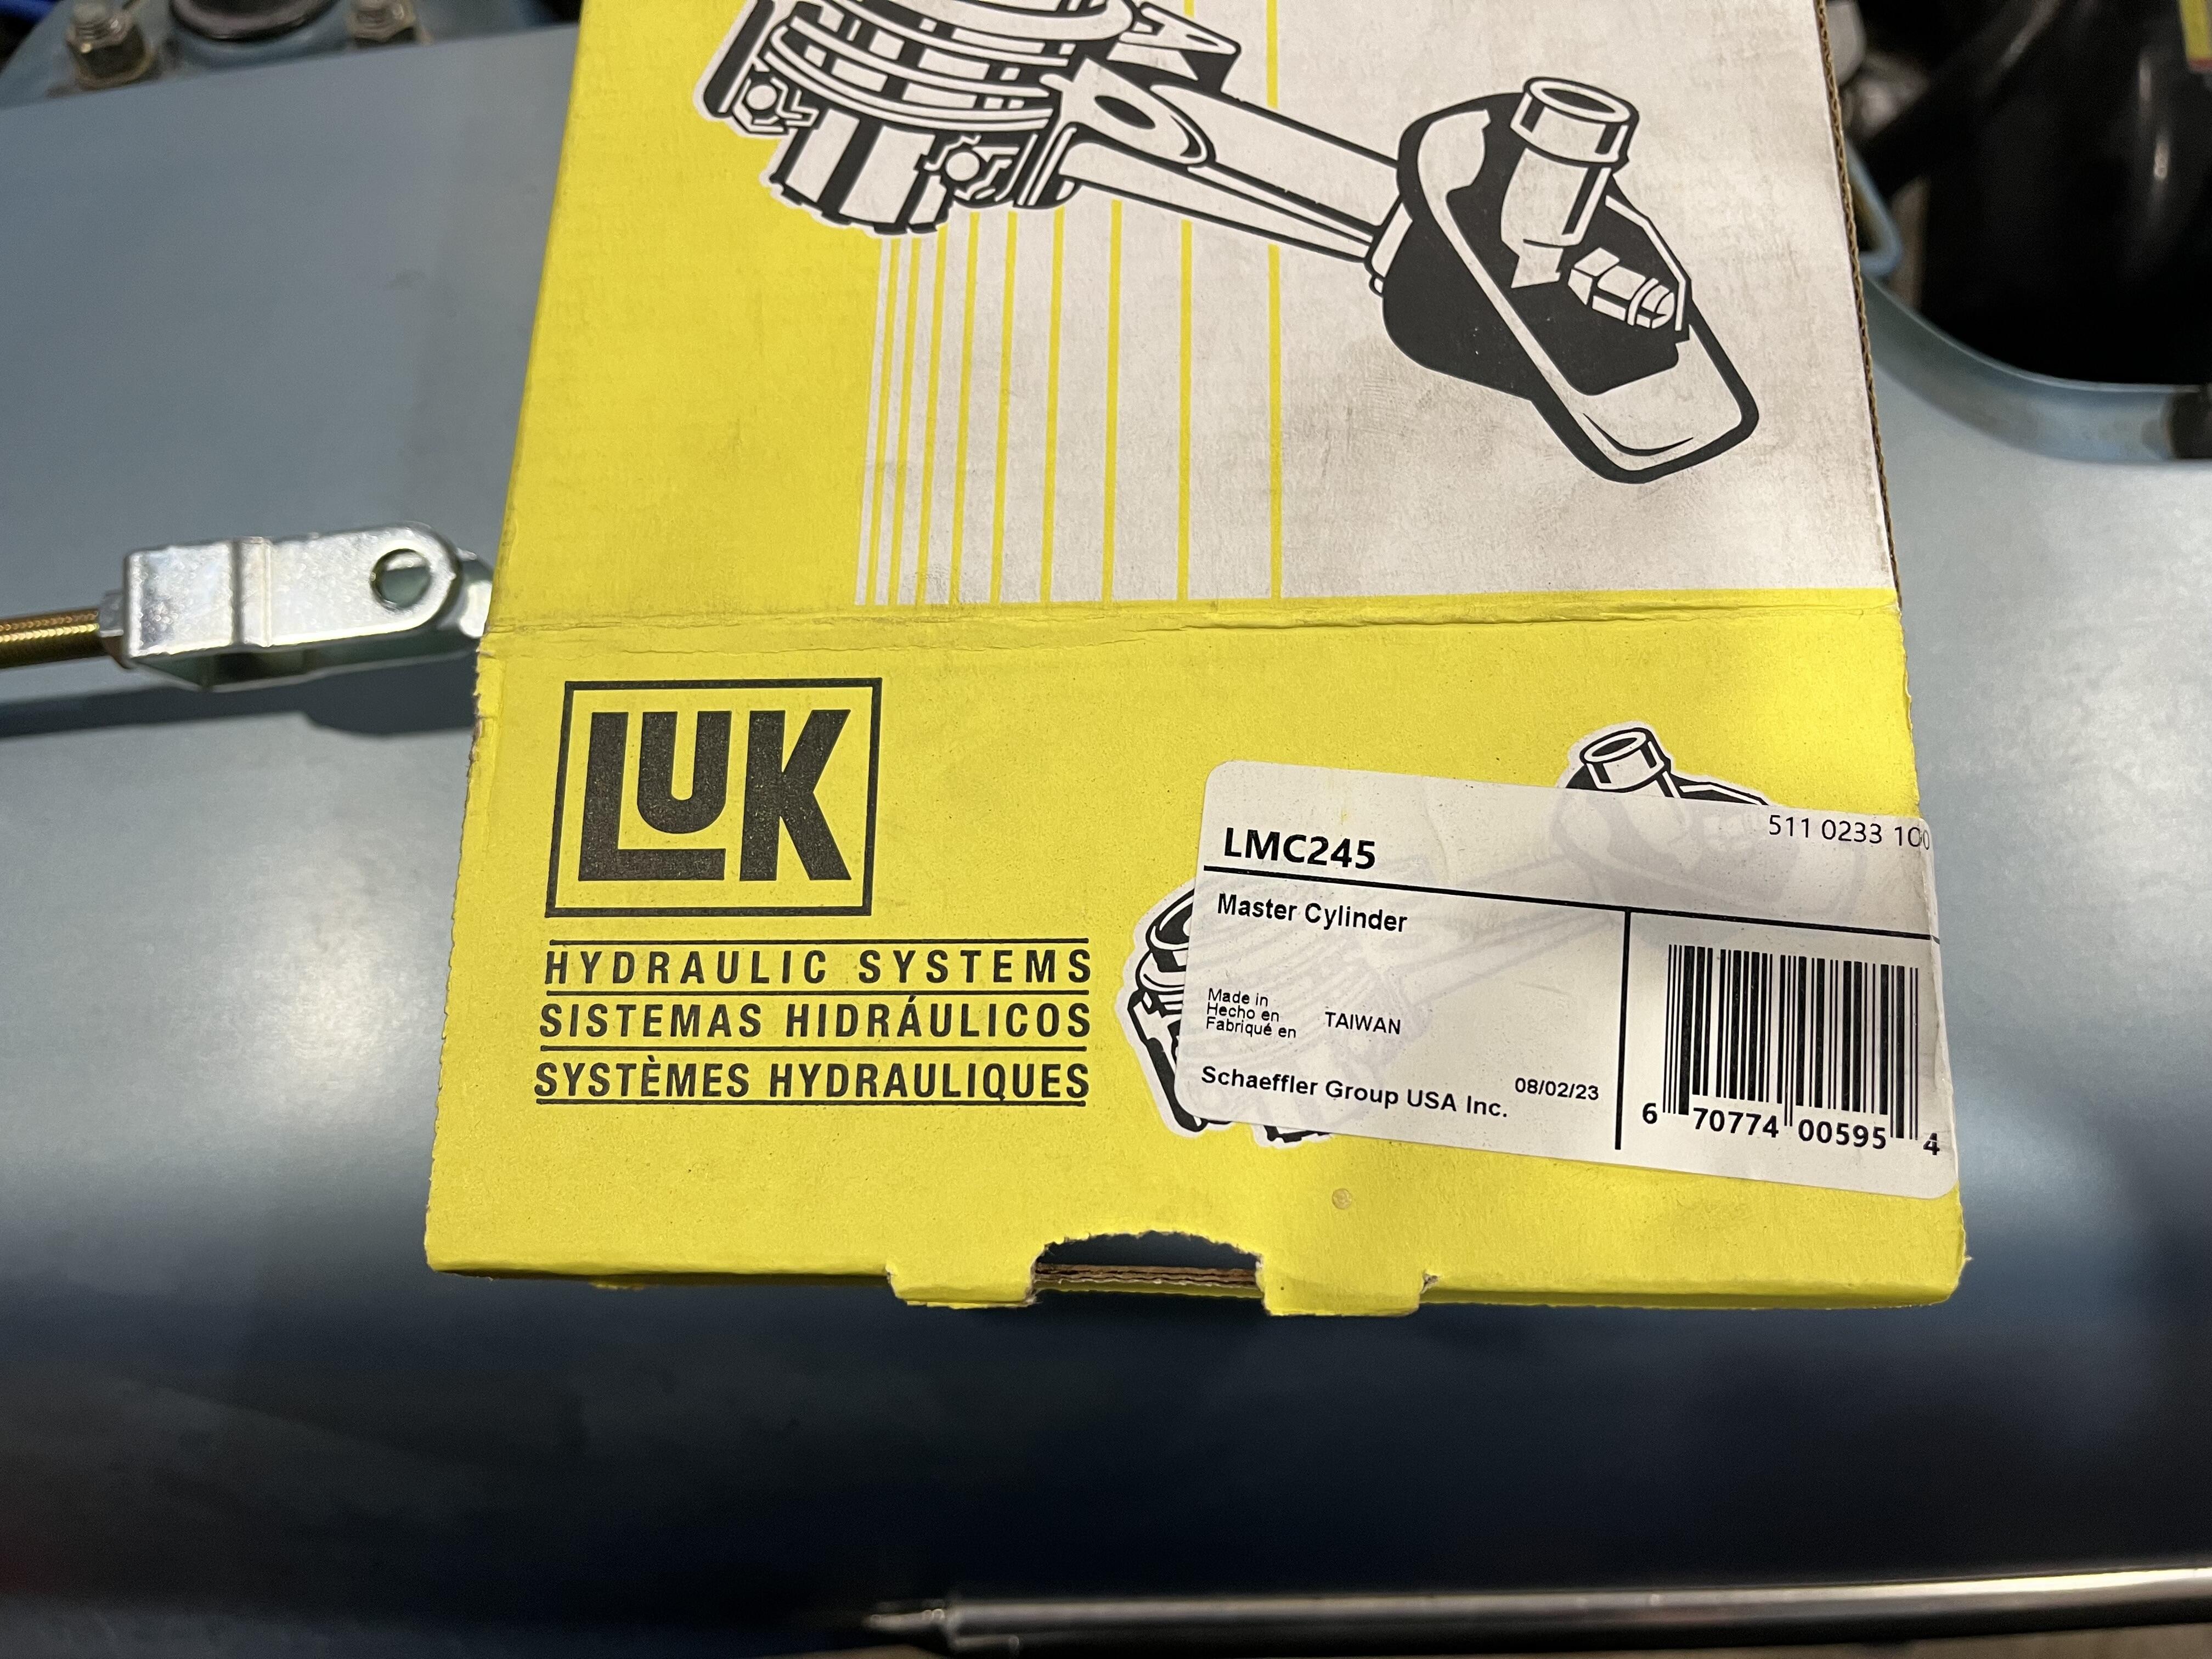 LUK
HYDRAULIC SYSTEMS
SISTEMAS HIDRÁULICOS
SYSTÈMES HYDRAULIQUES
511 0233 100
LMC245
Master Cylinder
Made in
Hecho en
Fabriqué en
TAIWAN
Schaeffler Group USA Inc.
08/02/23
6 70774 00595 4